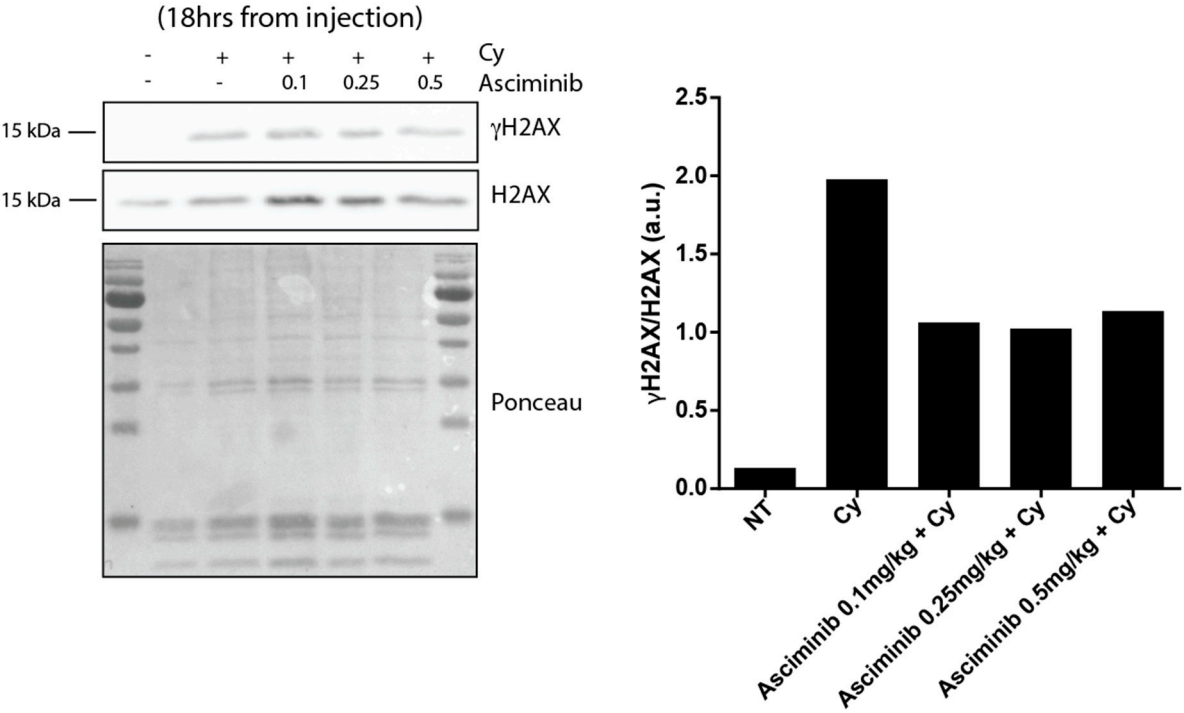 (18hrs from injection)
- + + + + Cy
- - 0.1 0.25 0.5 Asciminib
15 kDa γH2AX
15 kDa H2AX
Ponceau
γH2AX/H2AX (a.u.)
2.5
2.0
1.5
1.0
0.5
0.0
NT
Cy
Asciminib 0.1mg/kg + Cy
Asciminib 0.25mg/kg + Cy
Asciminib 0.5mg/kg + Cy